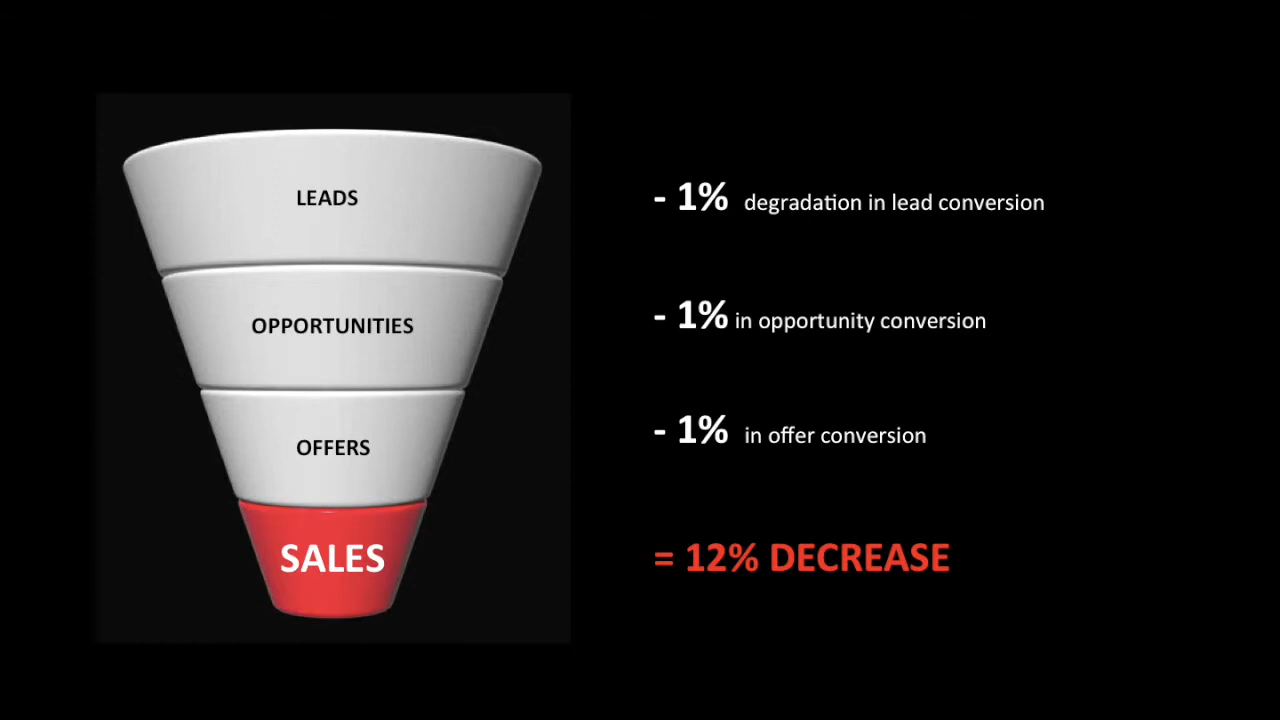 LEADS
- 1% degradation in lead conversion
OPPORTUNITIES
- 1% in opportunity conversion
OFFERS
- 1% in offer conversion
SALES
= 12% DECREASE